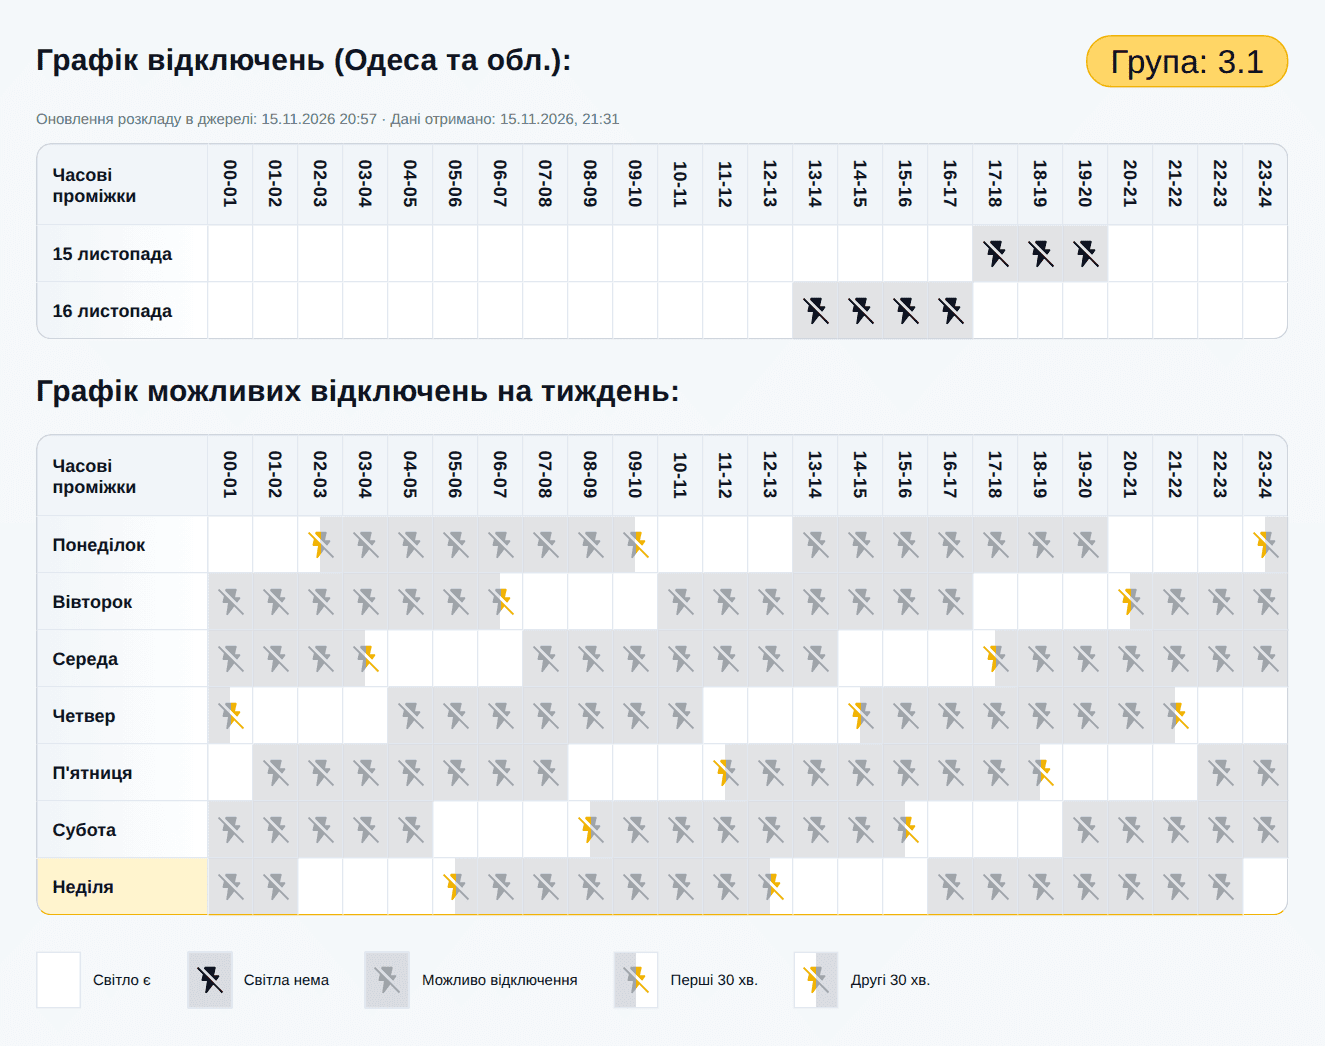 Графік відключень (Одеса та обл.):
Група: 3.1
Оновлення розкладу в джерелі: 15.11.2026 20:57 · Дані отримано: 15.11.2026, 21:31
Часові проміжки 00-01 01-02 02-03 03-04 04-05 05-06 06-07 07-08 08-09 09-10 10-11 11-12 12-13 13-14 14-15 15-16 16-17 17-18 18-19 19-20 20-21 21-22 22-23 23-24
15 листопада
16 листопада
Графік можливих відключень на тиждень:
Часові проміжки 00-01 01-02 02-03 03-04 04-05 05-06 06-07 07-08 08-09 09-10 10-11 11-12 12-13 13-14 14-15 15-16 16-17 17-18 18-19 19-20 20-21 21-22 22-23 23-24
Понеділок
Вівторок
Середа
Четвер
П'ятниця
Субота
Неділя
Світло є Світла нема Можливо відключення Перші 30 хв. Другі 30 хв.